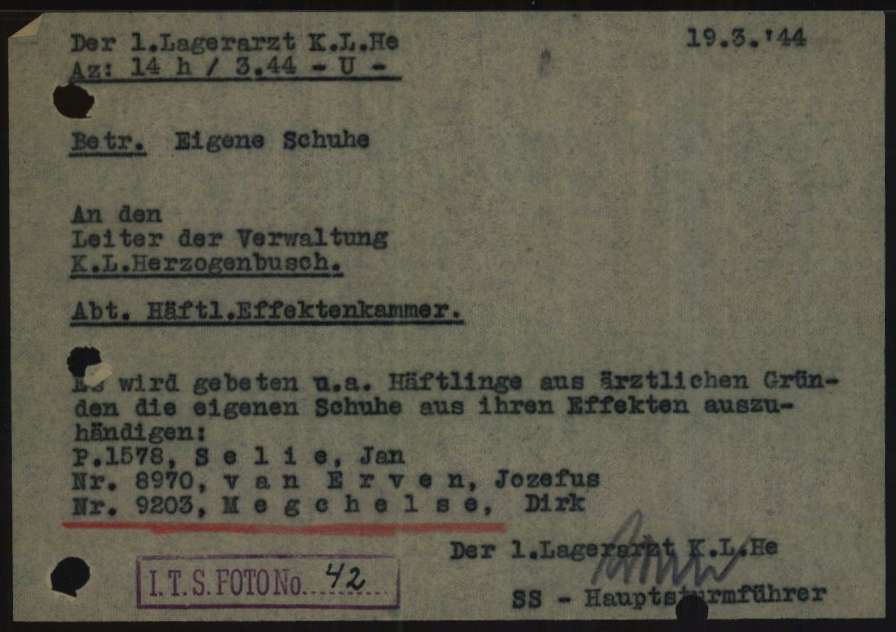 Der 1.Lagerarzt K.L.He 19.3.'44
Az: 14 h / 3.44 - U -
Betr. Eigene Schuhe
An den
Leiter der Verwaltung
K.L.Herzogenbusch.
Abt. Häftl.Effektenkammer.
Es wird gebeten u.a. Häftlinge aus ärztlichen Grün-
den die eigenen Schuhe aus ihren Effekten auszu-
händigen:
P.1578, S e l i e, Jan
Nr. 8970, v a n E r v e n, Jozefus
Nr. 9203, M e g c h e l s e, Dirk
Der 1.Lagerarzt K.L.He
I.T.S. FOTO No. 42
SS - Hauptsturmführer